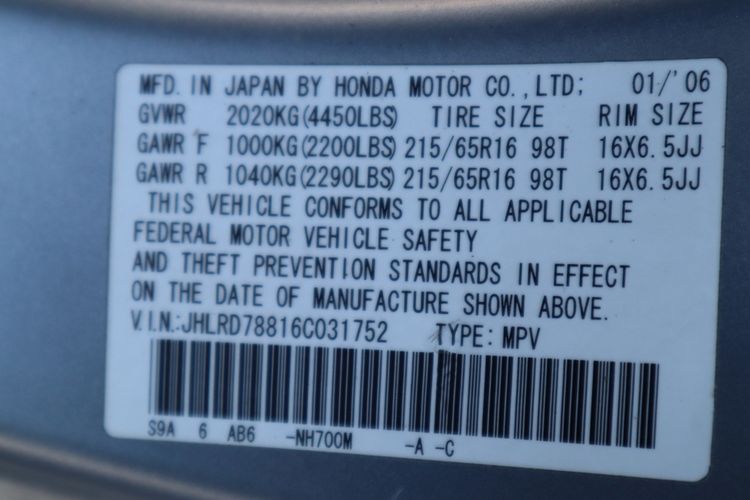 MFD. IN JAPAN BY HONDA MOTOR CO.,LTD; 01/'06
GVWR 2020KG(4450LBS) TIRE SIZE RIM SIZE
GAWR F 1000KG(2200LBS) 215/65R16 98T 16X6.5JJ
GAWR R 1040KG(2290LBS) 215/65R16 98T 16X6.5JJ
THIS VEHICLE CONFORMS TO ALL APPLICABLE
FEDERAL MOTOR VEHICLE SAFETY
AND THEFT PREVENTION STANDARDS IN EFFECT
ON THE DATE OF MANUFACTURE SHOWN ABOVE.
V.I.N.:JHLRD78816C031752 TYPE: MPV
S9A 6 AB6 -NH700M -A -C